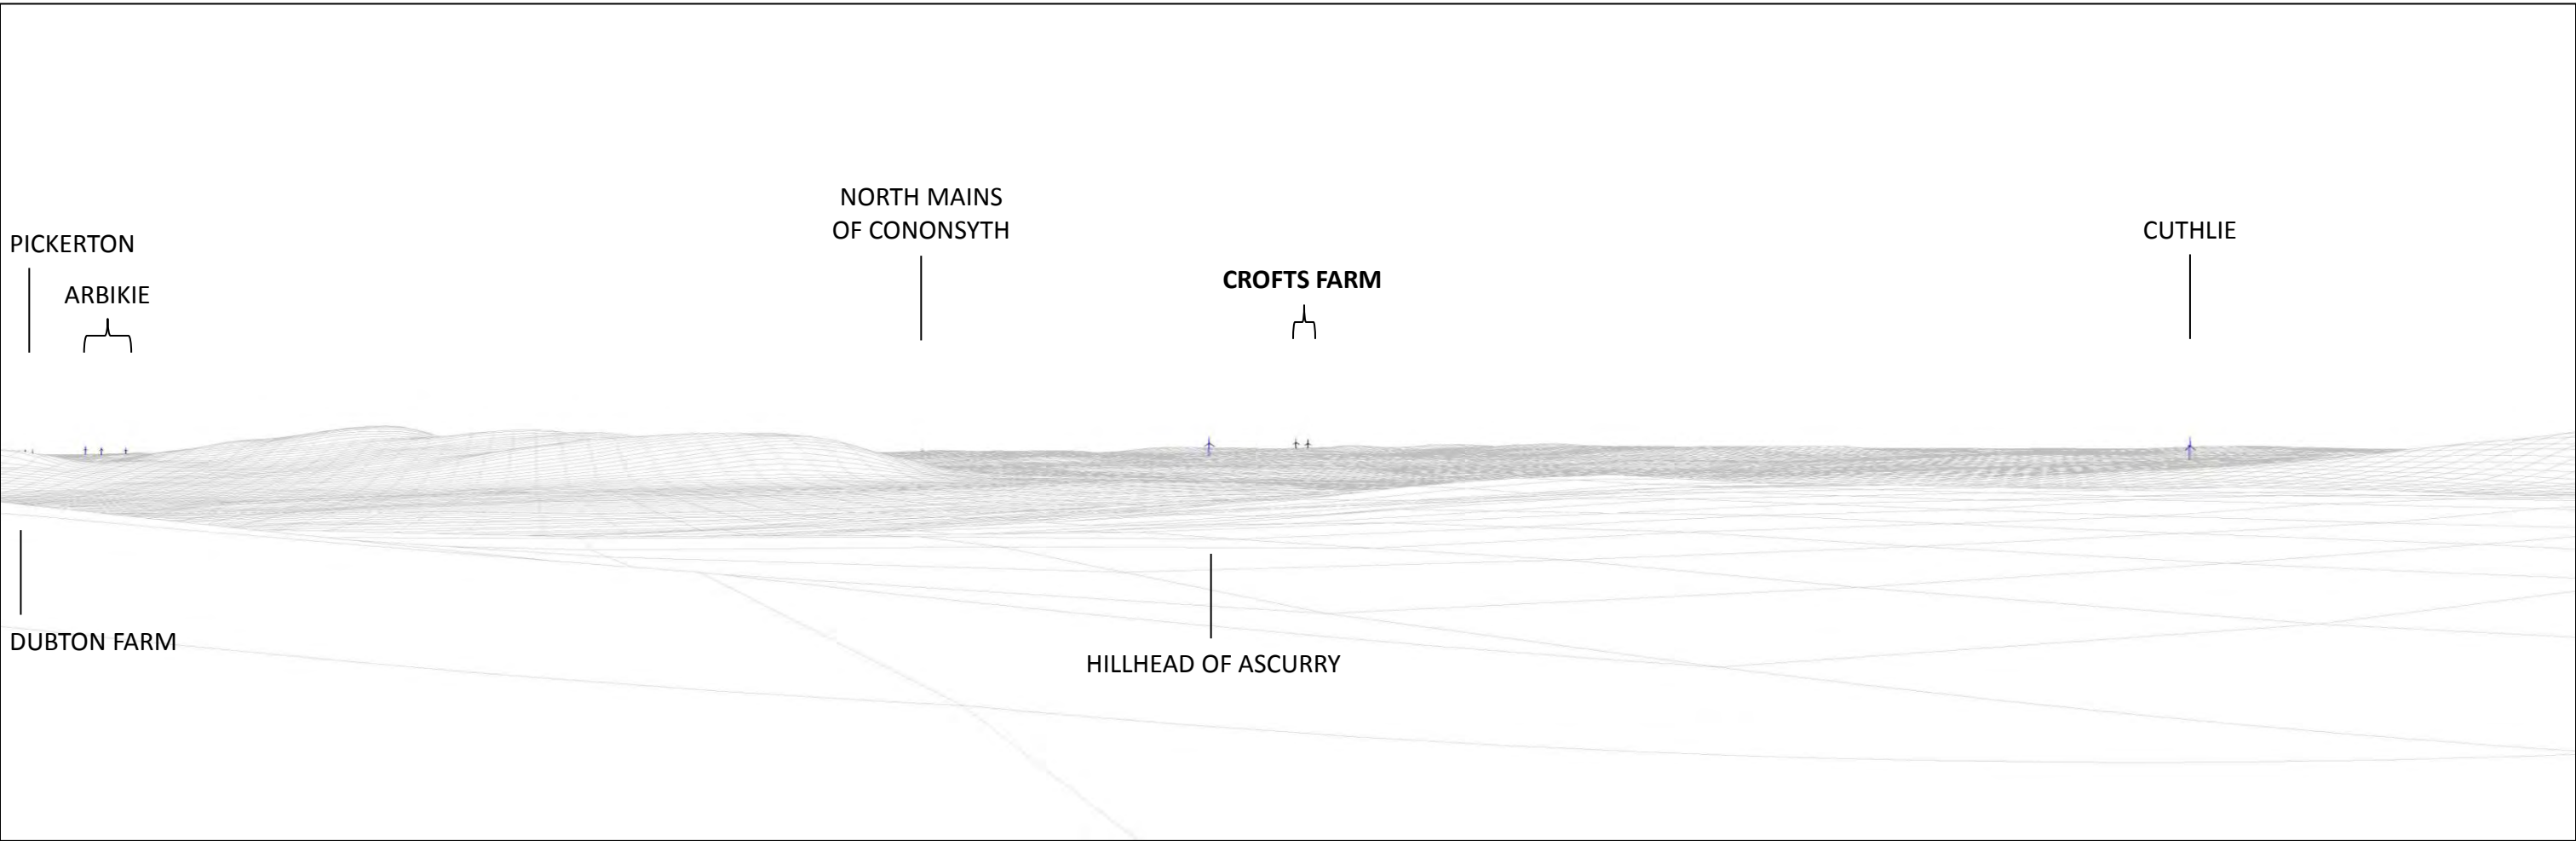 PICKERTON
ARBIKIE
NORTH MAINS
OF CONONSYTH
CROFTS FARM
CUTHLIE
DUBTON FARM
HILLHEAD OF ASCURRY